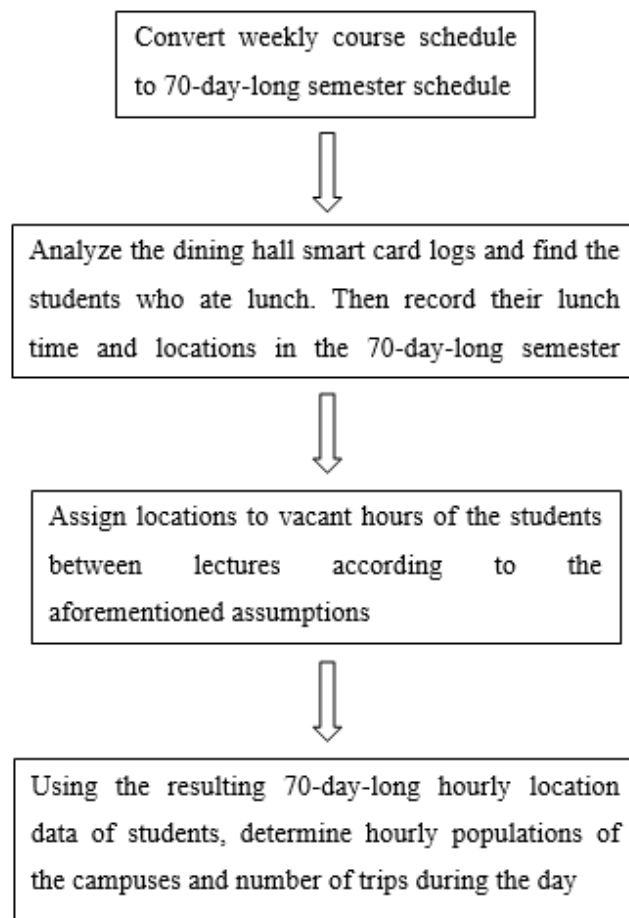 Convert weekly course schedule
to 70-day-long semester schedule
Analyze the dining hall smart card logs and find the
students who ate lunch. Then record their lunch
time and locations in the 70-day-long semester
Assign locations to vacant hours of the students
between lectures according to the
aforementioned assumptions
Using the resulting 70-day-long hourly location
data of students, determine hourly populations of
the campuses and number of trips during the day